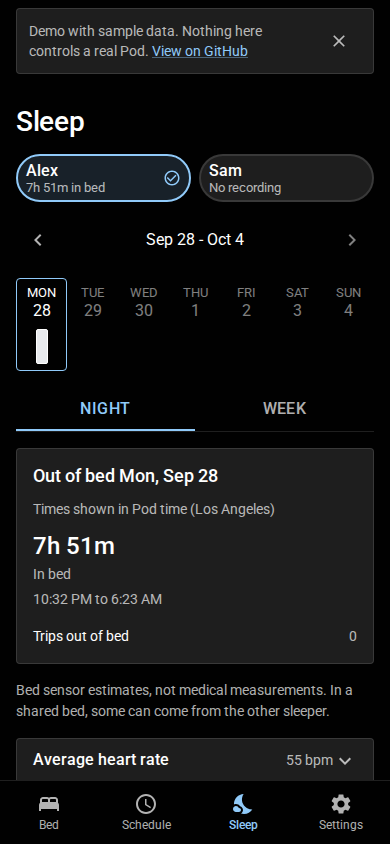 Demo with sample data. Nothing here
controls a real Pod. View on GitHub
Sleep
Alex
7h 51m in bed
Sam
No recording
Sep 28 - Oct 4
MON TUE WED THU FRI SAT SUN
28 29 30 1 2 3 4
NIGHT WEEK
Out of bed Mon, Sep 28
Times shown in Pod time (Los Angeles)
7h 51m
In bed
10:32 PM to 6:23 AM
Trips out of bed 0
Bed sensor estimates, not medical measurements. In a
shared bed, some can come from the other sleeper.
Average heart rate 55 bpm
Bed Schedule Sleep Settings